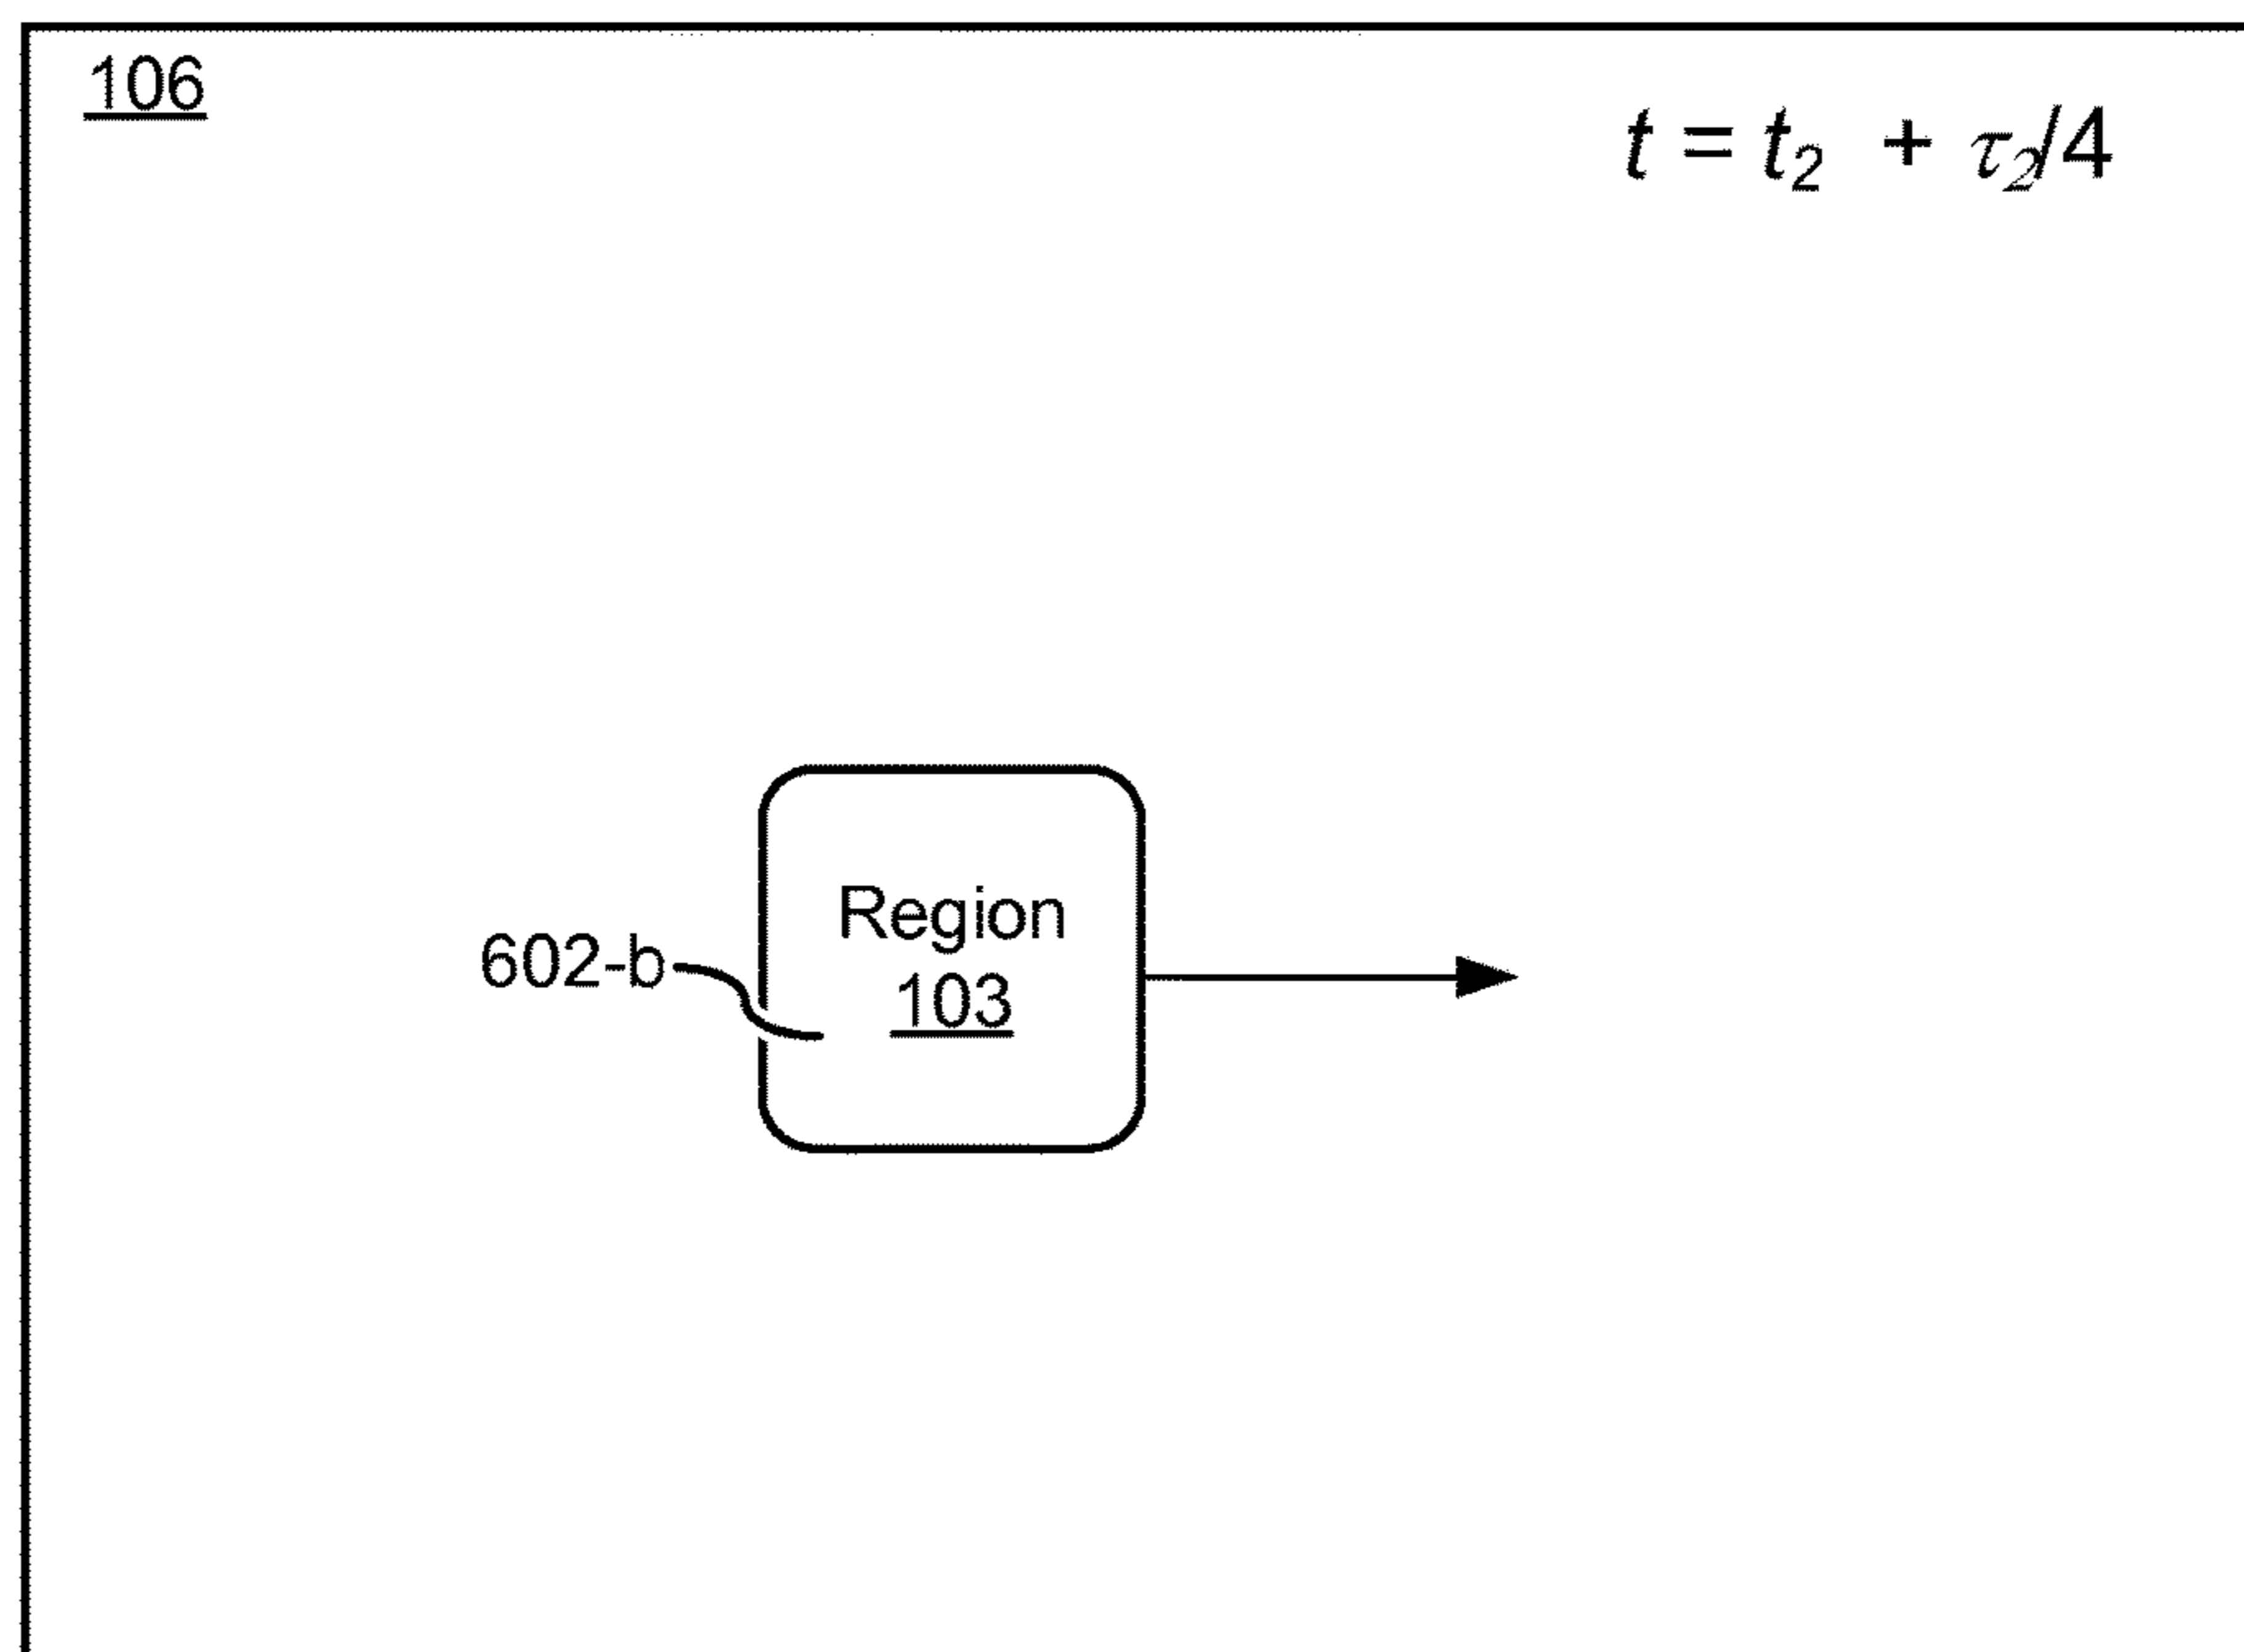 106
t = t₂ + τ₂/4
Region
602-b
103